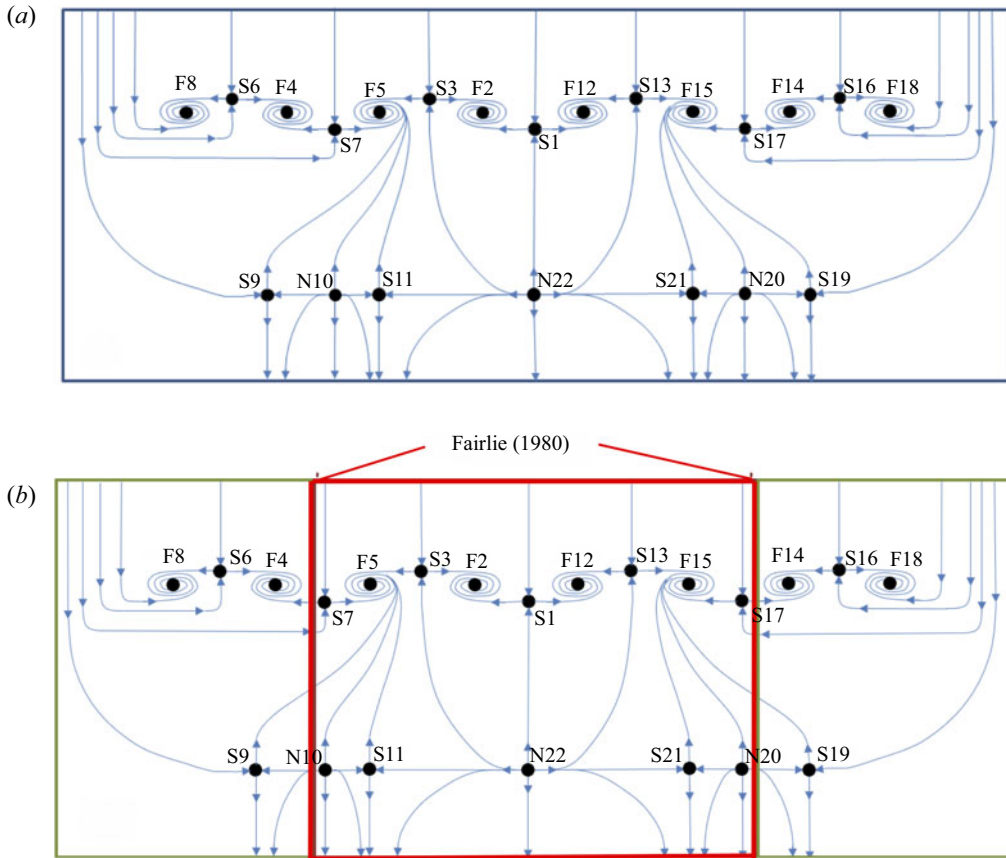 (a)
F8 S6 F4 F5 S3 F2 F12 S13 F15 F14 S16 F18
S7 S1 S17
S9 N10 S11 N22 S21 N20 S19
Fairlie (1980)
(b)
F8 S6 F4 F5 S3 F2 F12 S13 F15 F14 S16 F18
S7 S1 S17
S9 N10 S11 N22 S21 N20 S19